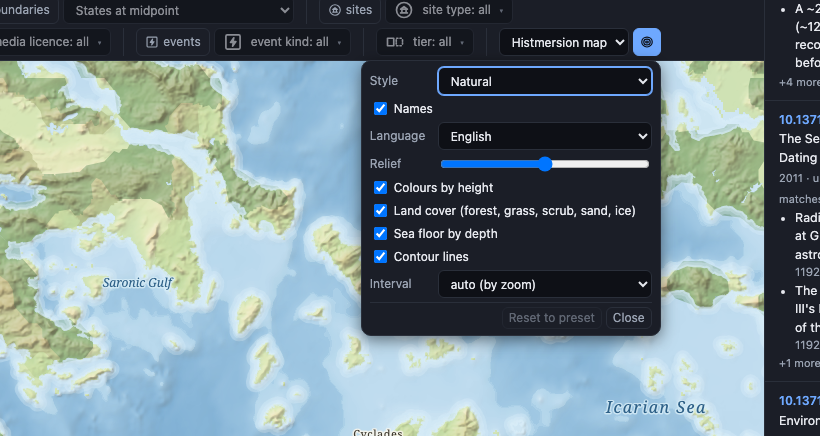 oundaries
States at midpoint
sites
site type: all
edia licence: all
events
event kind: all
tier: all
Histmersion map
Style
Natural
Names
Language
English
Relief
Colours by height
Land cover (forest, grass, scrub, sand, ice)
Sea floor by depth
Contour lines
Interval
auto (by zoom)
Reset to preset
Close
Saronic Gulf
Icarian Sea
Cyclades
A ~2
(~12
reco
befo
+4 more
10.1371
The Se
Dating
2011 · u
matches
Radi
at G
astro
1192
The
III's
of th
1192
+1 more
10.1371
Environ